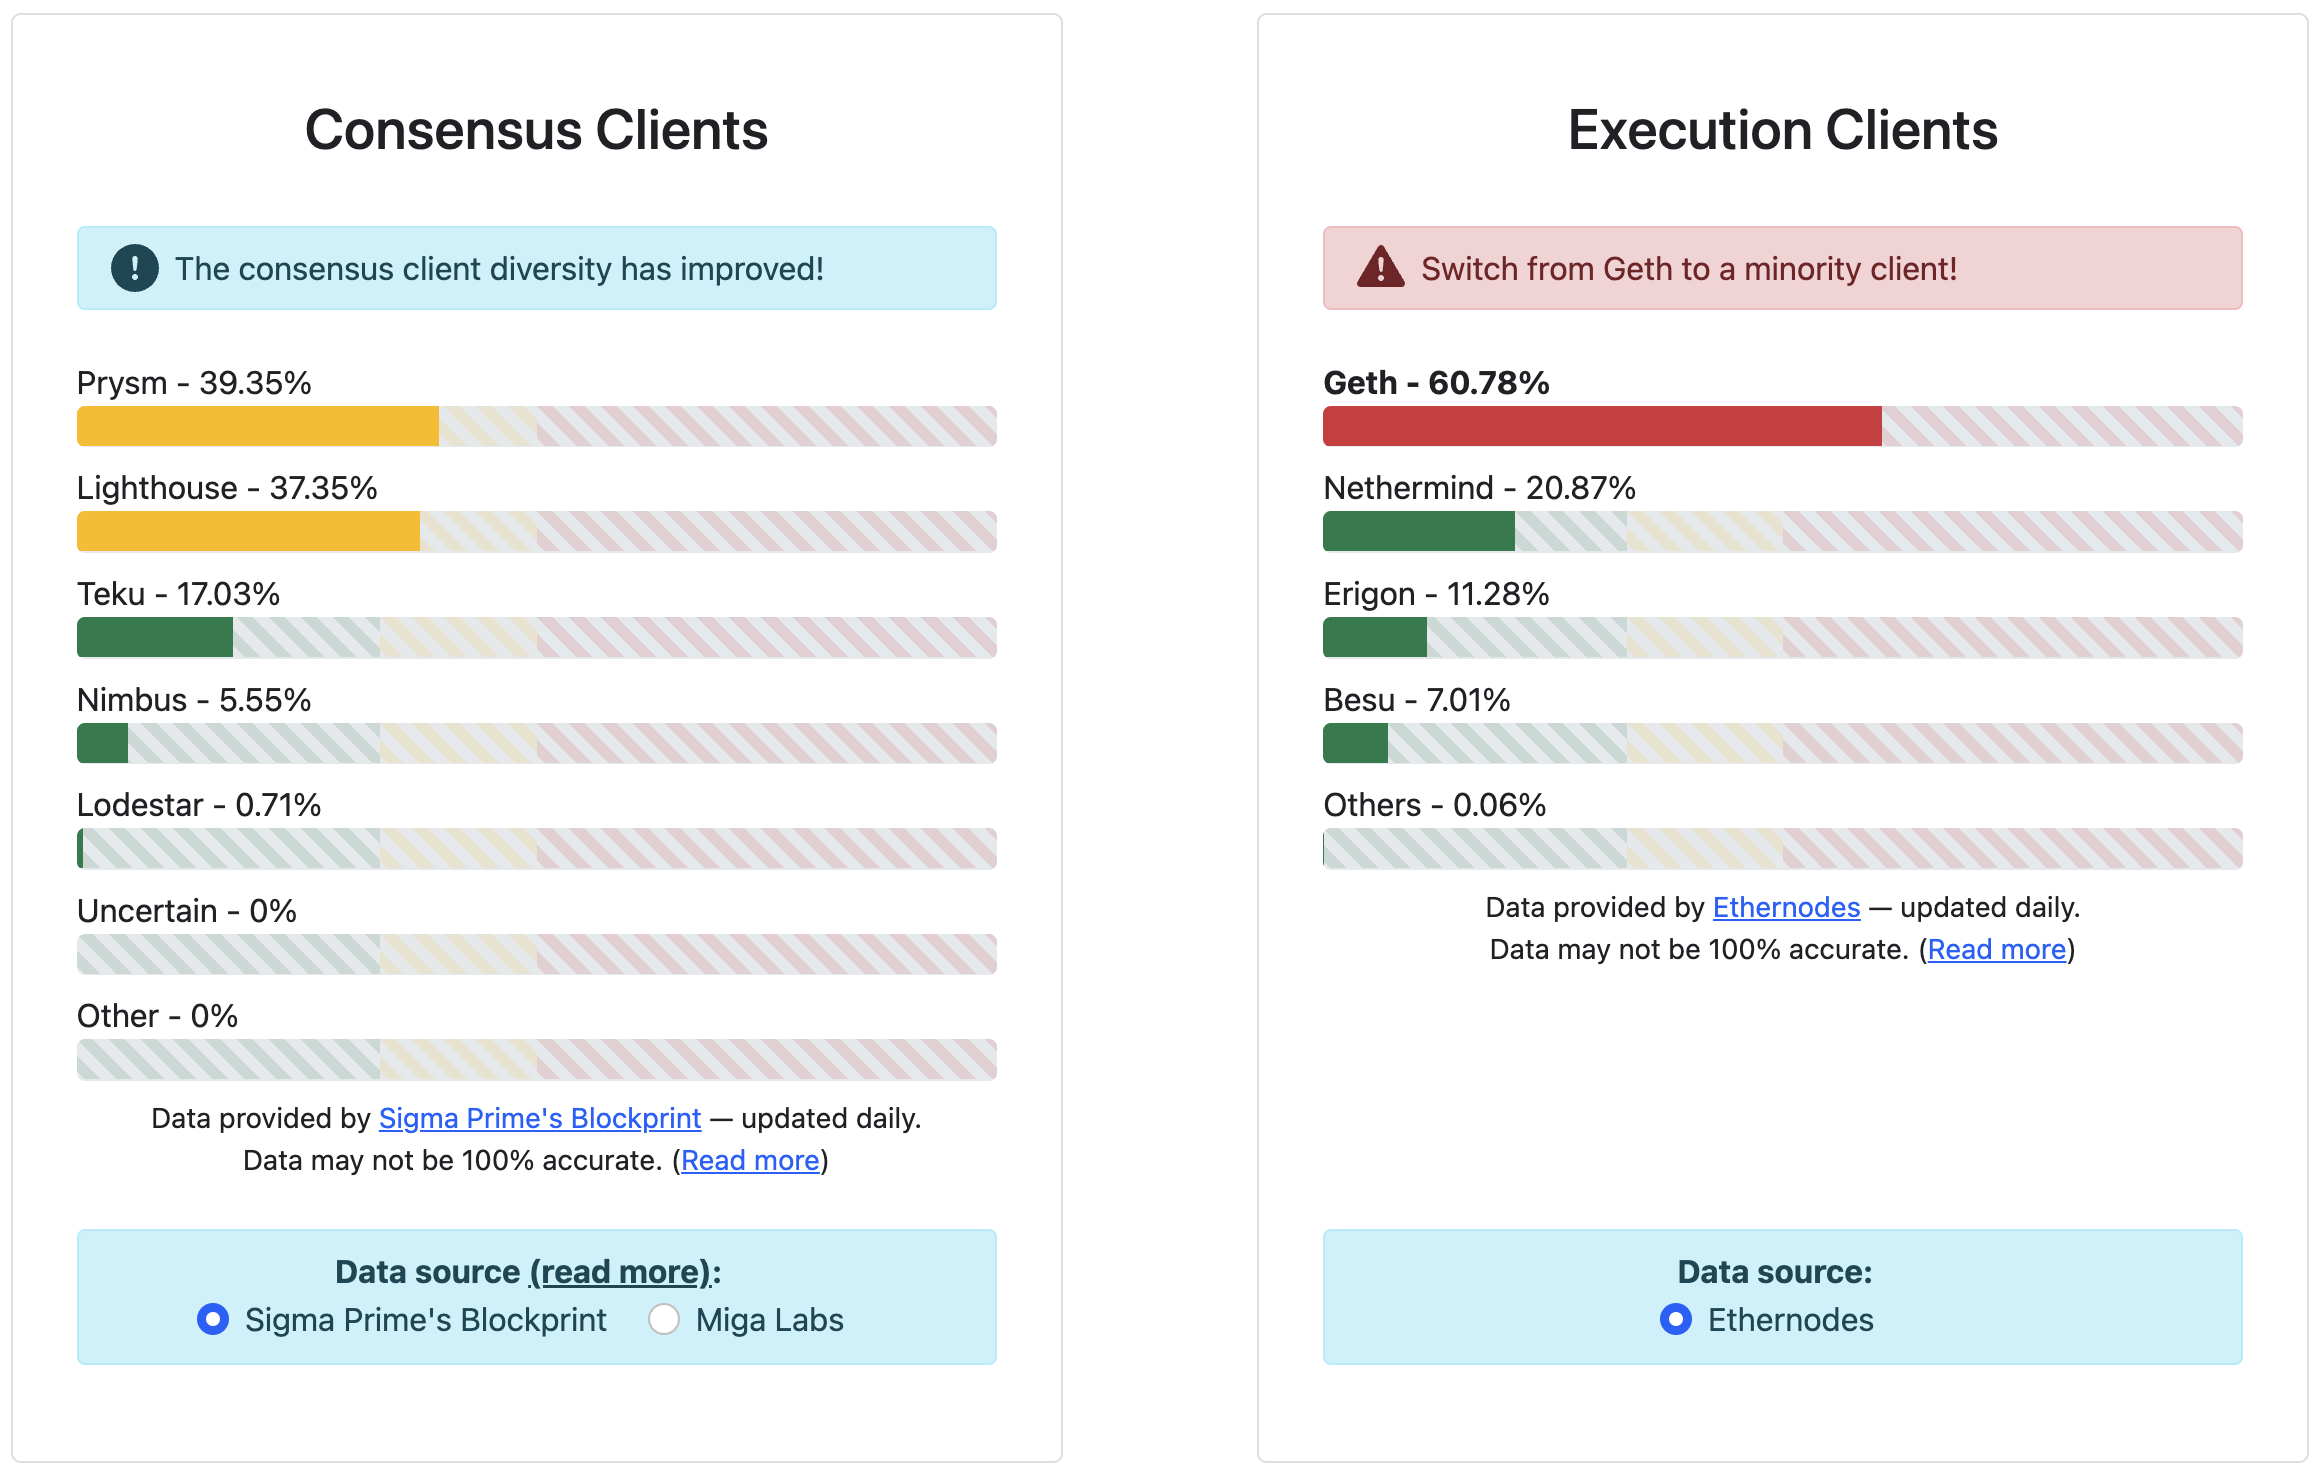 Consensus Clients
! The consensus client diversity has improved!
Prysm - 39.35%
Lighthouse - 37.35%
Teku - 17.03%
Nimbus - 5.55%
Lodestar - 0.71%
Uncertain - 0%
Other - 0%
Data provided by Sigma Prime's Blockprint — updated daily.
Data may not be 100% accurate. (Read more)
Data source (read more):
Sigma Prime's Blockprint Miga Labs
Execution Clients
! Switch from Geth to a minority client!
Geth - 60.78%
Nethermind - 20.87%
Erigon - 11.28%
Besu - 7.01%
Others - 0.06%
Data provided by Ethernodes — updated daily.
Data may not be 100% accurate. (Read more)
Data source:
Ethernodes